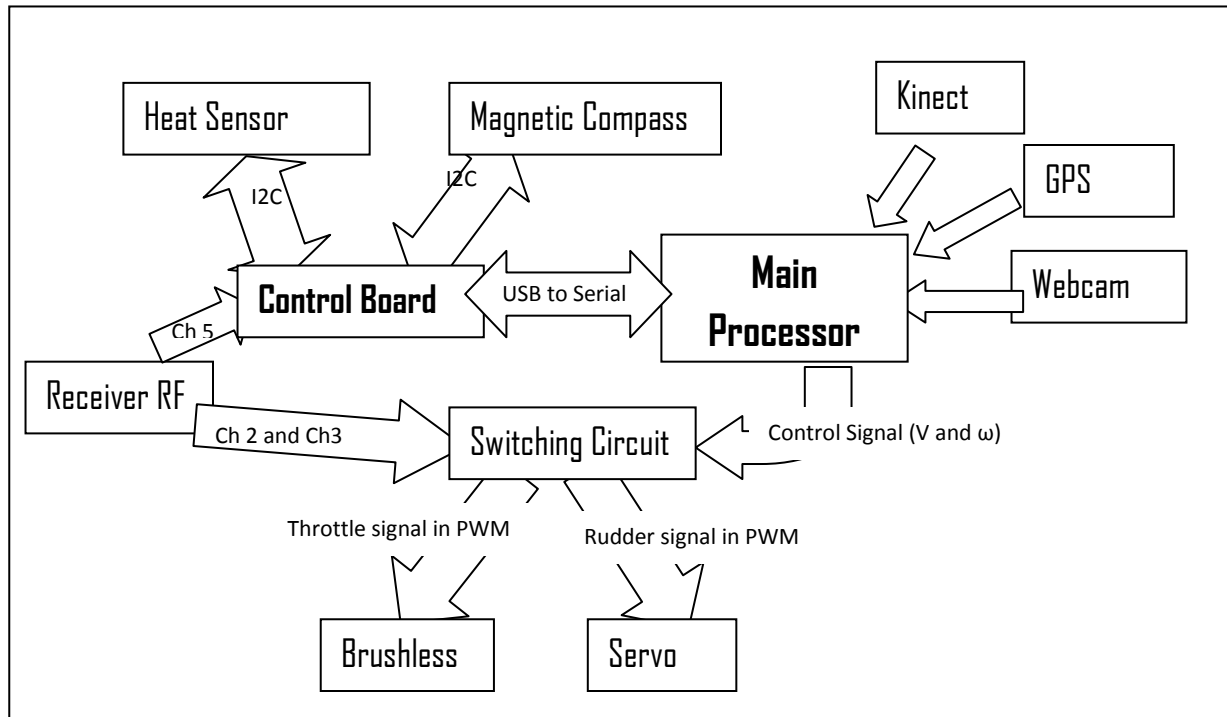 Kinect
Heat Sensor
Magnetic Compass
GPS
I2C
I2C
Main
Processor
Control Board
USB to Serial
Webcam
Ch 5
Receiver RF
Ch 2 and Ch3
Switching Circuit
Control Signal (V and ω)
Throttle signal in PWM
Rudder signal in PWM
Brushless
Servo